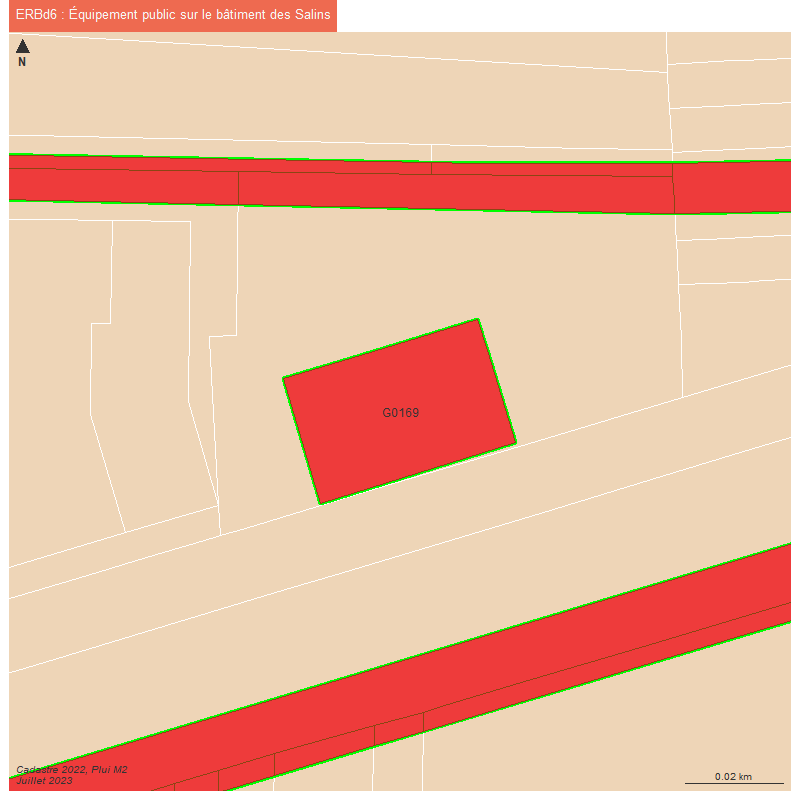 ERBd6 : Équipement public sur le bâtiment des Salins
N
G0169
Cadastre 2022, Plui M2
Juillet 2023
0.02 km